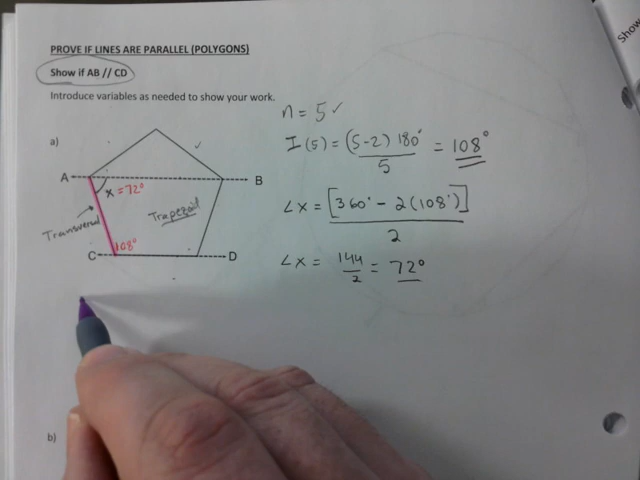 PROVE IF LINES ARE PARALLEL (POLYGONS)
Show if AB // CD
Introduce variables as needed to show your work.
n = 5 ✓
a)
I(5) = (5-2) 180° / 5 = 108°
A
B
x = 72°
∠x = [360° - 2(108°)] / 2
Trapezoid
Transversal
108°
C
D
∠x = 144/2 = 72°
b)
Show